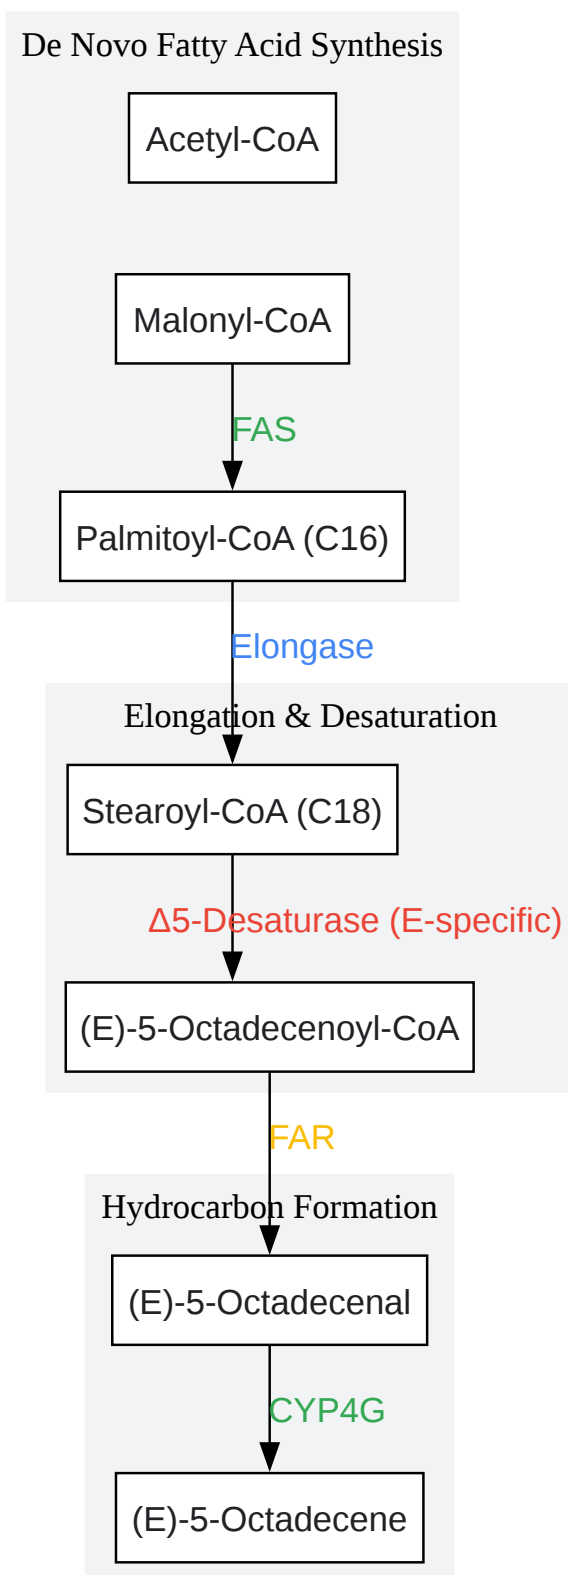 De Novo Fatty Acid Synthesis
Acetyl-CoA
Malonyl-CoA
FAS
Palmitoyl-CoA (C16)
Elongase
Elongation & Desaturation
Stearoyl-CoA (C18)
Δ5-Desaturase (E-specific)
(E)-5-Octadecenoyl-CoA
FAR
Hydrocarbon Formation
(E)-5-Octadecenal
CYP4G
(E)-5-Octadecene